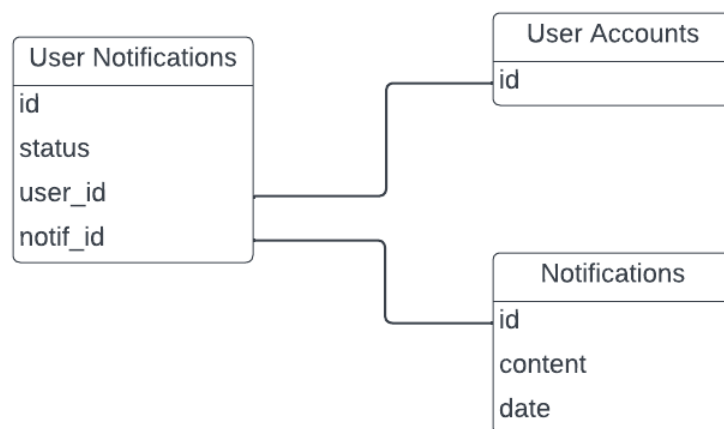 User Notifications
id
status
user_id
notif_id
User Accounts
id
Notifications
id
content
date